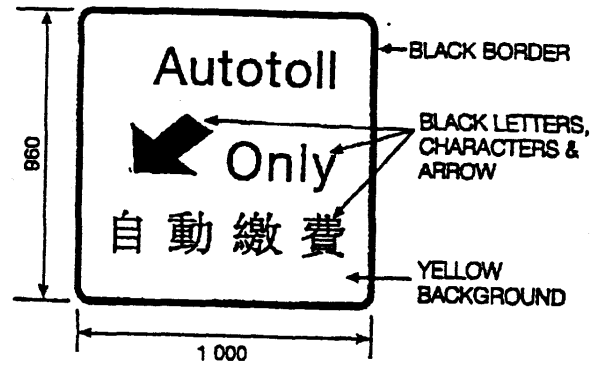 Autotoll
Only
自動繳費
BLACK BORDER
BLACK LETTERS,
CHARACTERS &
ARROW
YELLOW
BACKGROUND
960
1 000